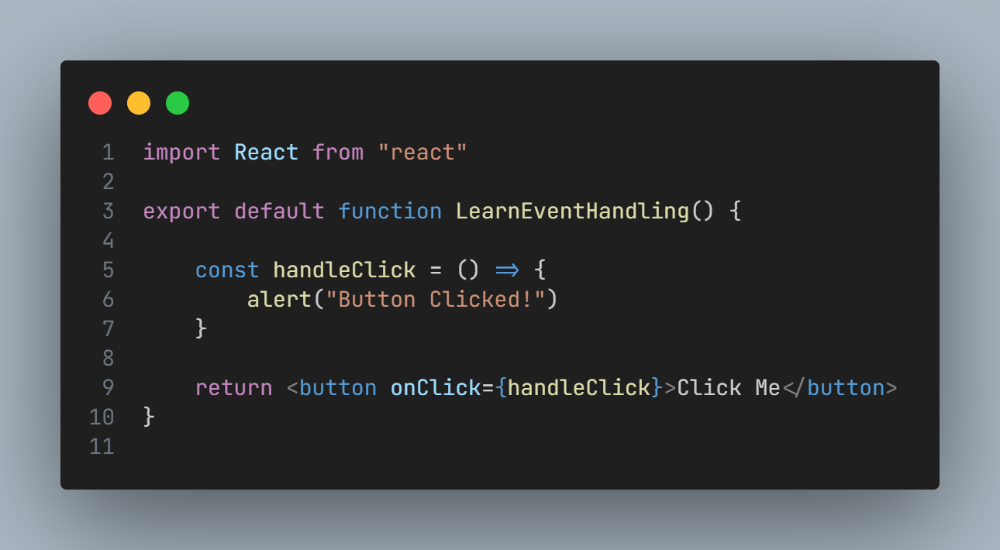 1 import React from "react"
2
3 export default function LearnEventHandling() {
4
5     const handleClick = () => {
6         alert("Button Clicked!")
7     }
8
9     return <button onClick={handleClick}>Click Me</button>
10 }
11